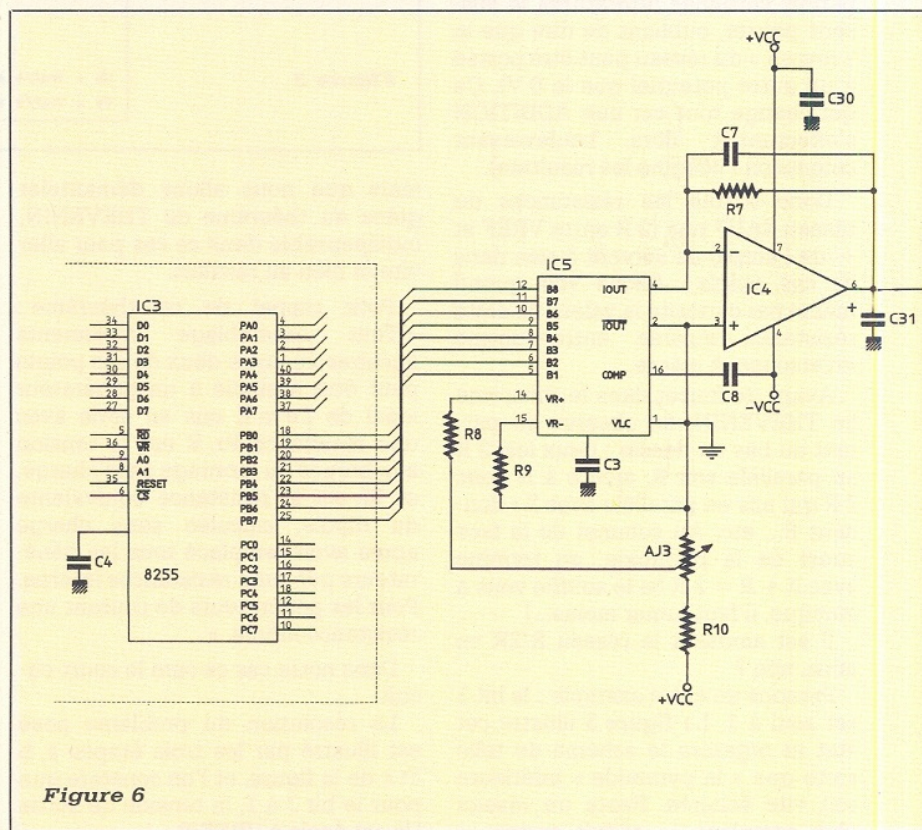 +VCC
C30
C7
R7
2
−
7
IC4
6
3
+
4
+
C31
C8
−VCC
IC5
12 B8 IOUT 4
11 B7
10 B6
9 B5 IOUT 2
8 B4
7 B3
6 B2 COMP 16
5 B1
14 VR+
15 VR- VLC 1
R8
R9
C3
AJ3
R10
+VCC
IC3
34 D0 PA0 4
33 D1 PA1 3
32 D2 PA2 2
31 D3 PA3 1
30 D4 PA4 40
29 D5 PA5 39
28 D6 PA6 38
27 D7 PA7 37
5 RD PB0 18
36 WR PB1 19
9 A0 PB2 20
8 A1 PB3 21
35 RESET PB4 22
6 CS PB5 23
PB6 24
PB7 25
PC0 14
PC1 15
PC2 16
PC3 17
PC4 13
PC5 12
PC6 11
PC7 10
C4
8255
Figure 6